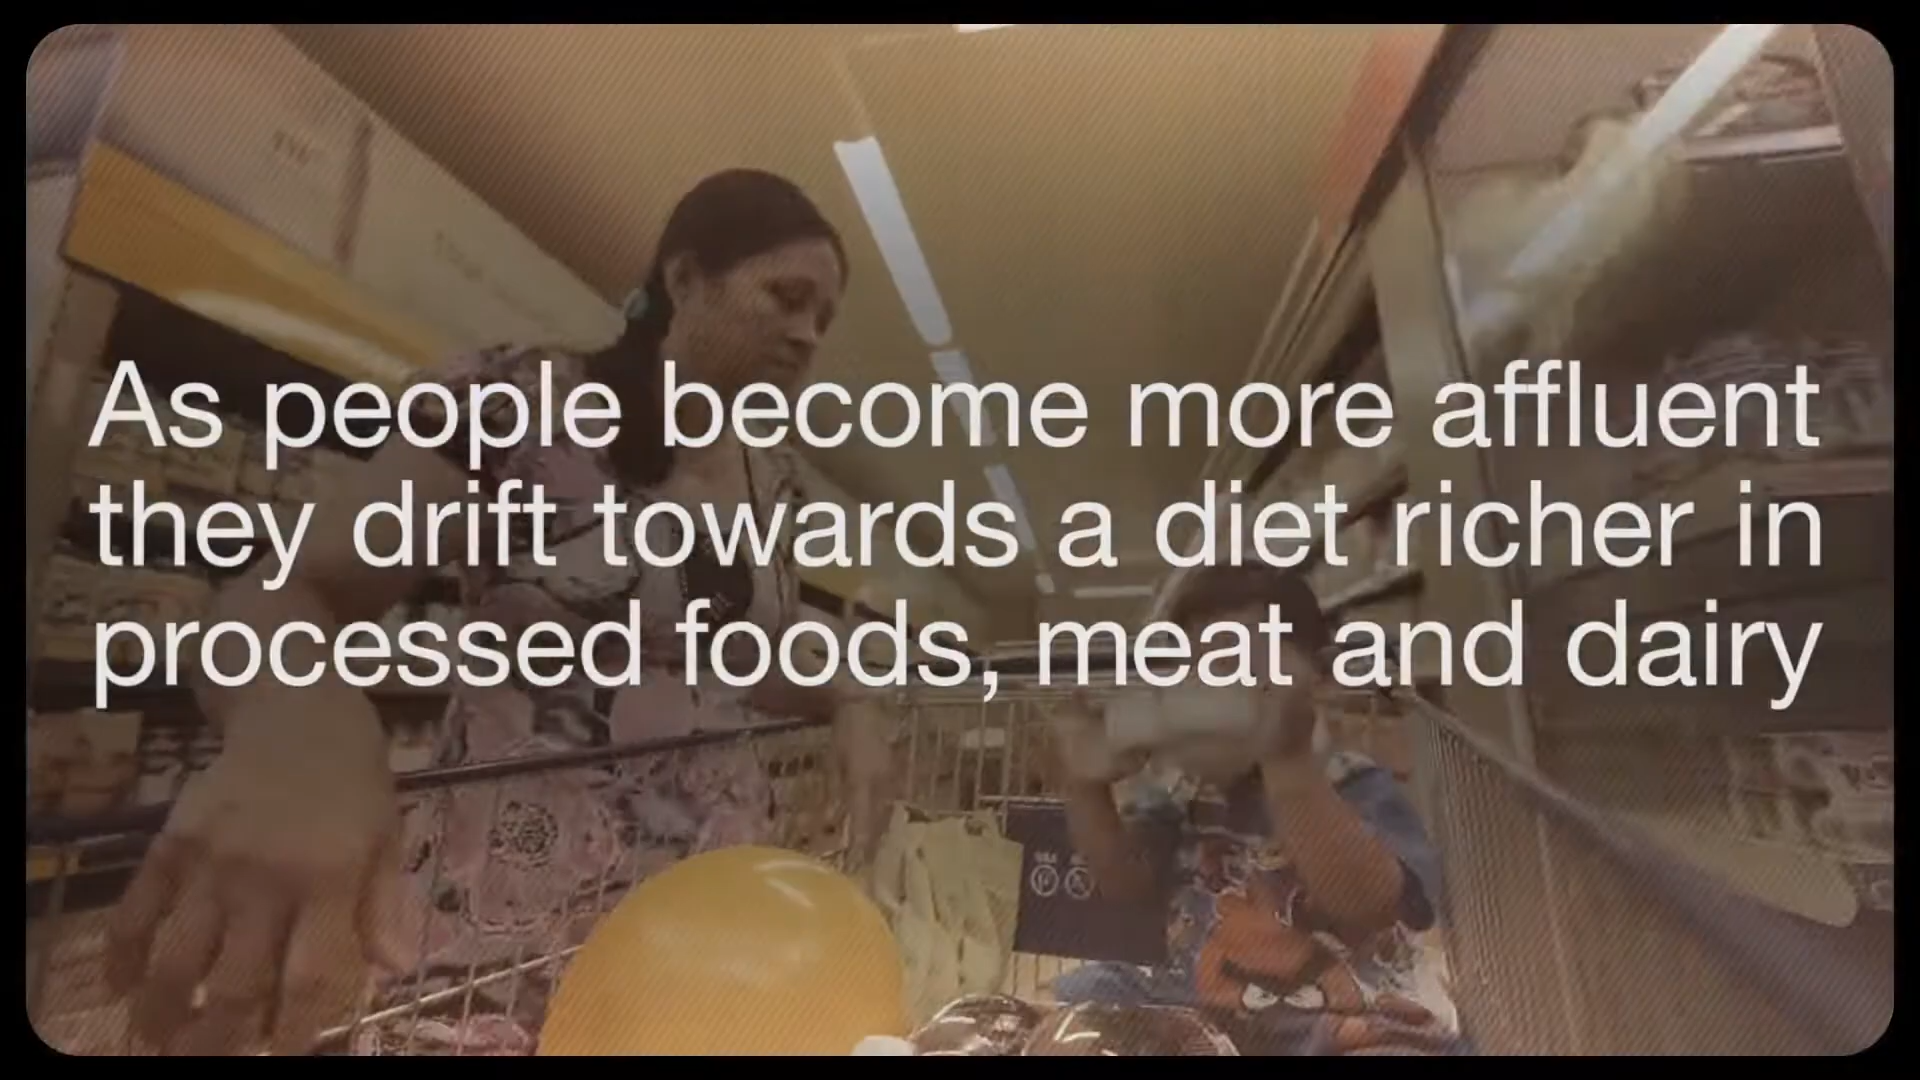 As people become more affluent
they drift towards a diet richer in
processed foods, meat and dairy